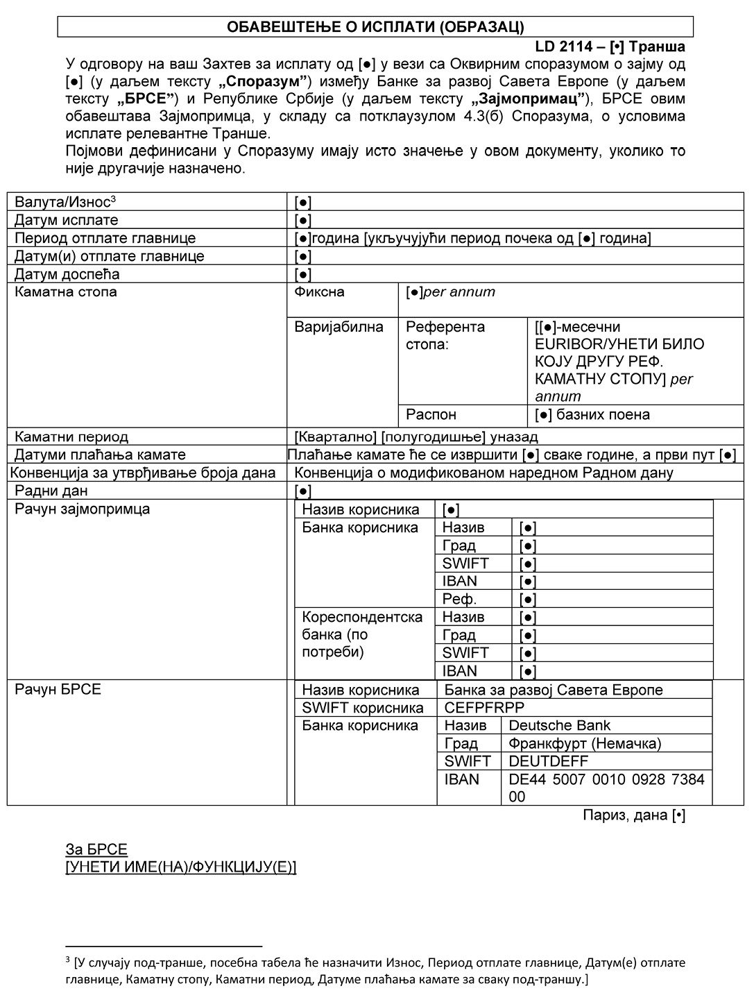 ОБАВЕШТЕЊЕ О ИСПЛАТИ (ОБРАЗАЦ)
LD 2114 – [•] Транша
У одговору на ваш Захтев за исплату од [●] у вези са Оквирним споразумом о зајму од
[●] (у даљем тексту „Споразум”) између Банке за развој Савета Европе (у даљем
тексту „БРСЕ”) и Републике Србије (у даљем тексту „Зајмопримац”), БРСЕ овим
обавештава Зајмопримца, у складу са потклаузулом 4.3(б) Споразума, о условима
исплате релевантне Транше.
Појмови дефинисани у Споразуму имају исто значење у овом документу, уколико то
није другачије назначено.
Валута/Износ³ [●]
Датум исплате [●]
Период отплате главнице [●]година [укључујући период почека од [●] година]
Датум(и) отплате главнице [●]
Датум доспећа [●]
Каматна стопа Фиксна [●]per annum
Варијабилна Референта [[●]-месечни
стопа: EURIBOR/УНЕТИ БИЛО
КОЈУ ДРУГУ РЕФ.
КАМАТНУ СТОПУ] per
annum
Распон [●] базних поена
Каматни период [Квартално] [полугодишње] уназад
Датуми плаћања камате Плаћање камате ће се извршити [●] сваке године, а први пут [●]
Конвенција за утврђивање броја дана Конвенција о модификованом наредном Радном дану
Радни дан [●]
Рачун зајмопримца Назив корисника [●]
Банка корисника Назив [●]
Град [●]
SWIFT [●]
IBAN [●]
Реф. [●]
Кореспондентска Назив [●]
банка (по Град [●]
потреби) SWIFT [●]
IBAN [●]
Рачун БРСЕ Назив корисника Банка за развој Савета Европе
SWIFT корисника CEFPFRPP
Банка корисника Назив Deutsche Bank
Град Франкфурт (Немачка)
SWIFT DEUTDEFF
IBAN DE44 5007 0010 0928 7384
00
Париз, дана [•]
За БРСЕ
[УНЕТИ ИМЕ(НА)/ФУНКЦИЈУ(Е)]
³ [У случају под-транше, посебна табела ће назначити Износ, Период отплате главнице, Датум(е) отплате
главнице, Каматну стопу, Каматни период, Датуме плаћања камате за сваку под-траншу.]